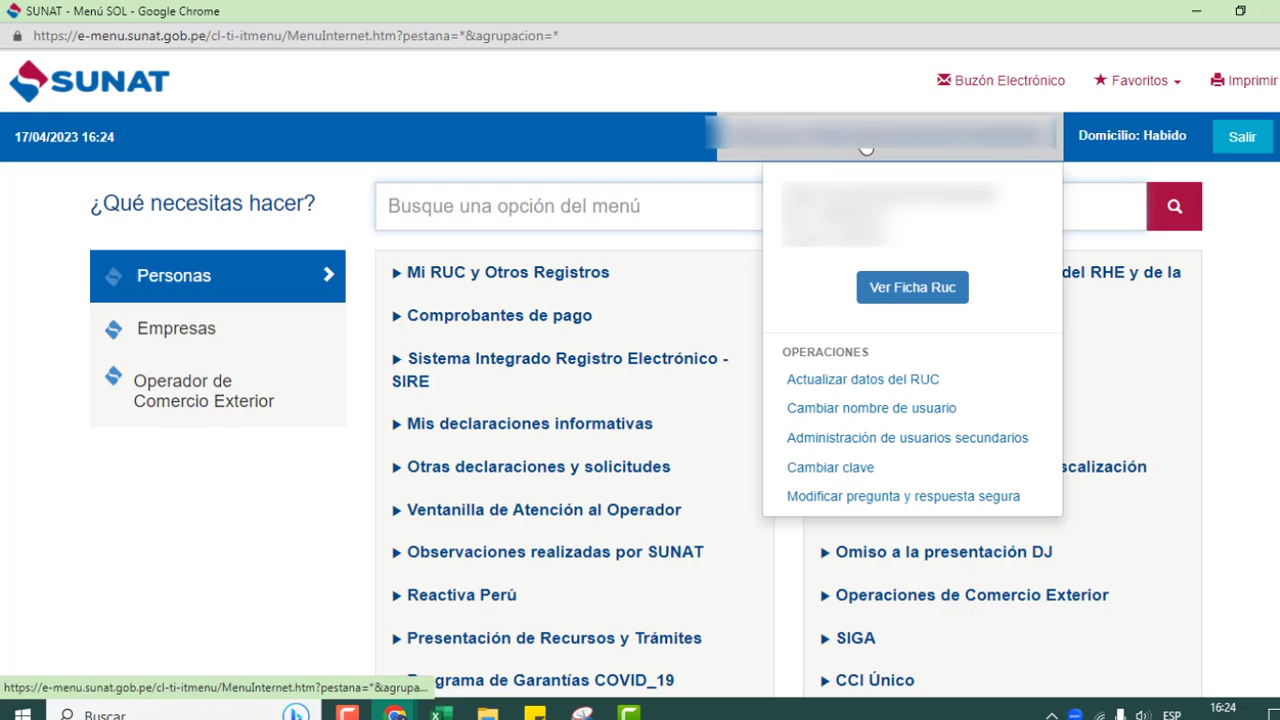 SUNAT - Menú SOL - Google Chrome
https://e-menu.sunat.gob.pe/cl-ti-itmenu/MenuInternet.htm?pestana=*&agrupacion=*
SUNAT
Buzón Electrónico
Favoritos
Imprimir
17/04/2023 16:24
Domicilio: Habido
Salir
¿Qué necesitas hacer?
Busque una opción del menú
Personas
Empresas
Operador de
Comercio Exterior
Mi RUC y Otros Registros
Comprobantes de pago
Sistema Integrado Registro Electrónico -
SIRE
Mis declaraciones informativas
Otras declaraciones y solicitudes
Ventanilla de Atención al Operador
Observaciones realizadas por SUNAT
Reactiva Perú
Presentación de Recursos y Trámites
grama de Garantías COVID_19
Ver Ficha Ruc
OPERACIONES
Actualizar datos del RUC
Cambiar nombre de usuario
Administración de usuarios secundarios
Cambiar clave
Modificar pregunta y respuesta segura
del RHE y de la
scalización
Omiso a la presentación DJ
Operaciones de Comercio Exterior
SIGA
CCI Único
https://e-menu.sunat.gob.pe/cl-ti-itmenu/MenuInternet.htm?pestana=*&agrupa...
Buscar
ESP
16:24